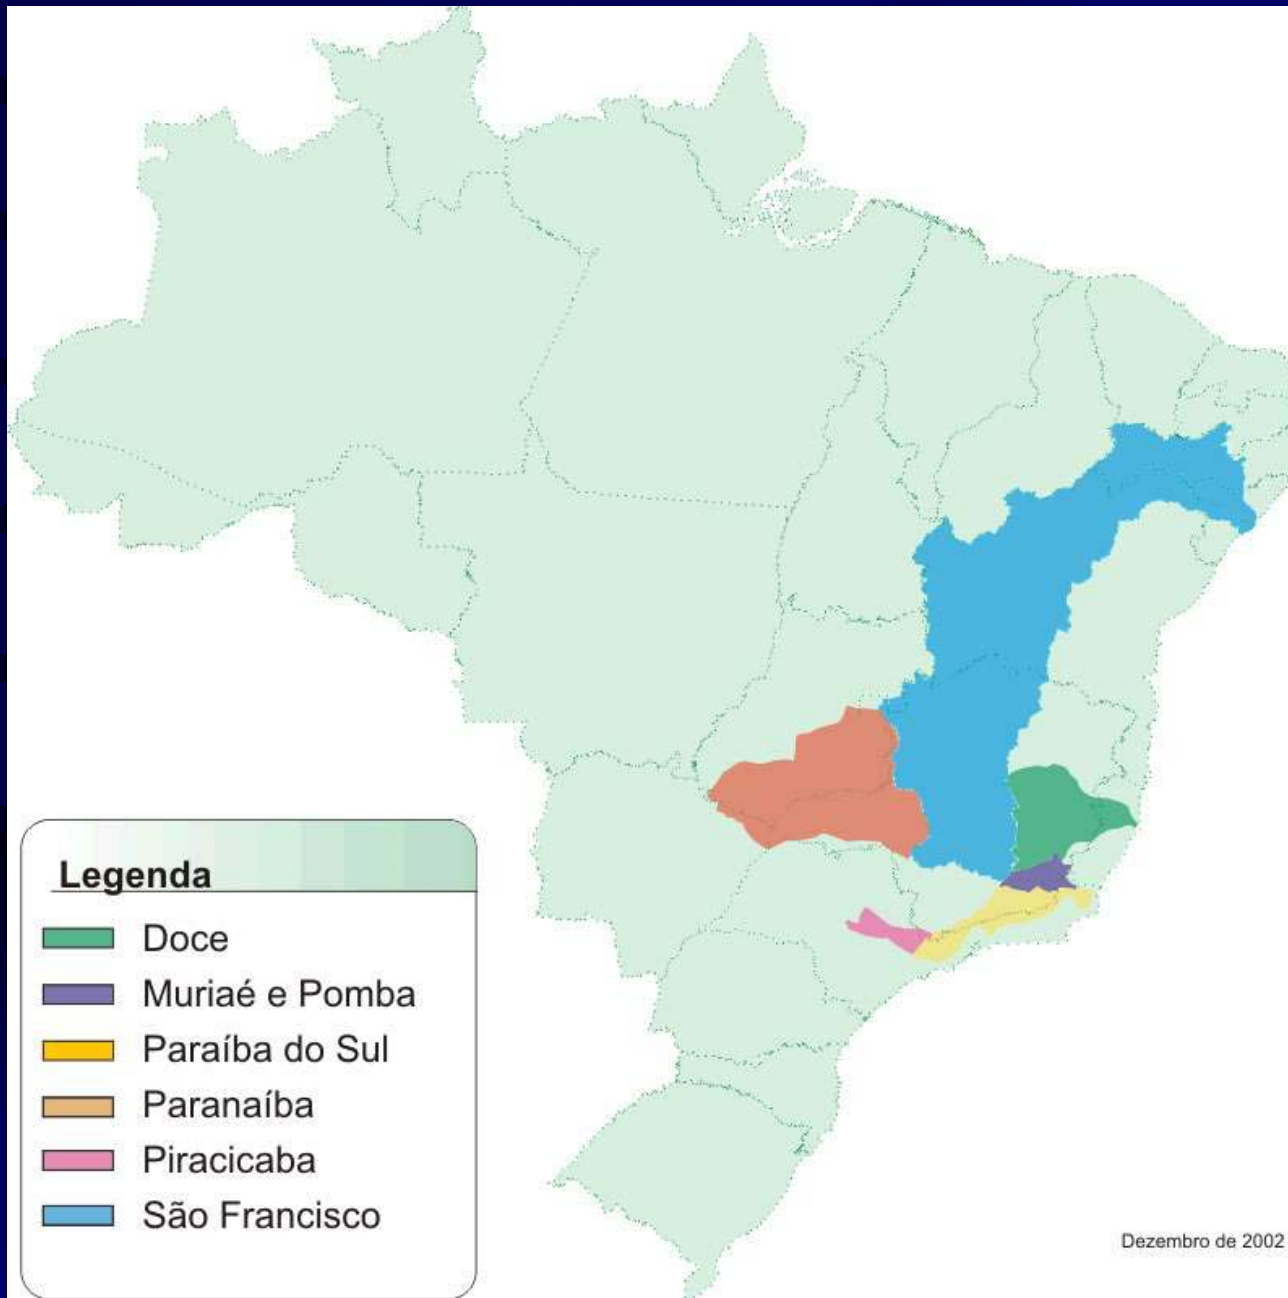 Legenda
Doce
Muriaé e Pomba
Paraíba do Sul
Paranaíba
Piracicaba
São Francisco
Dezembro de 2002